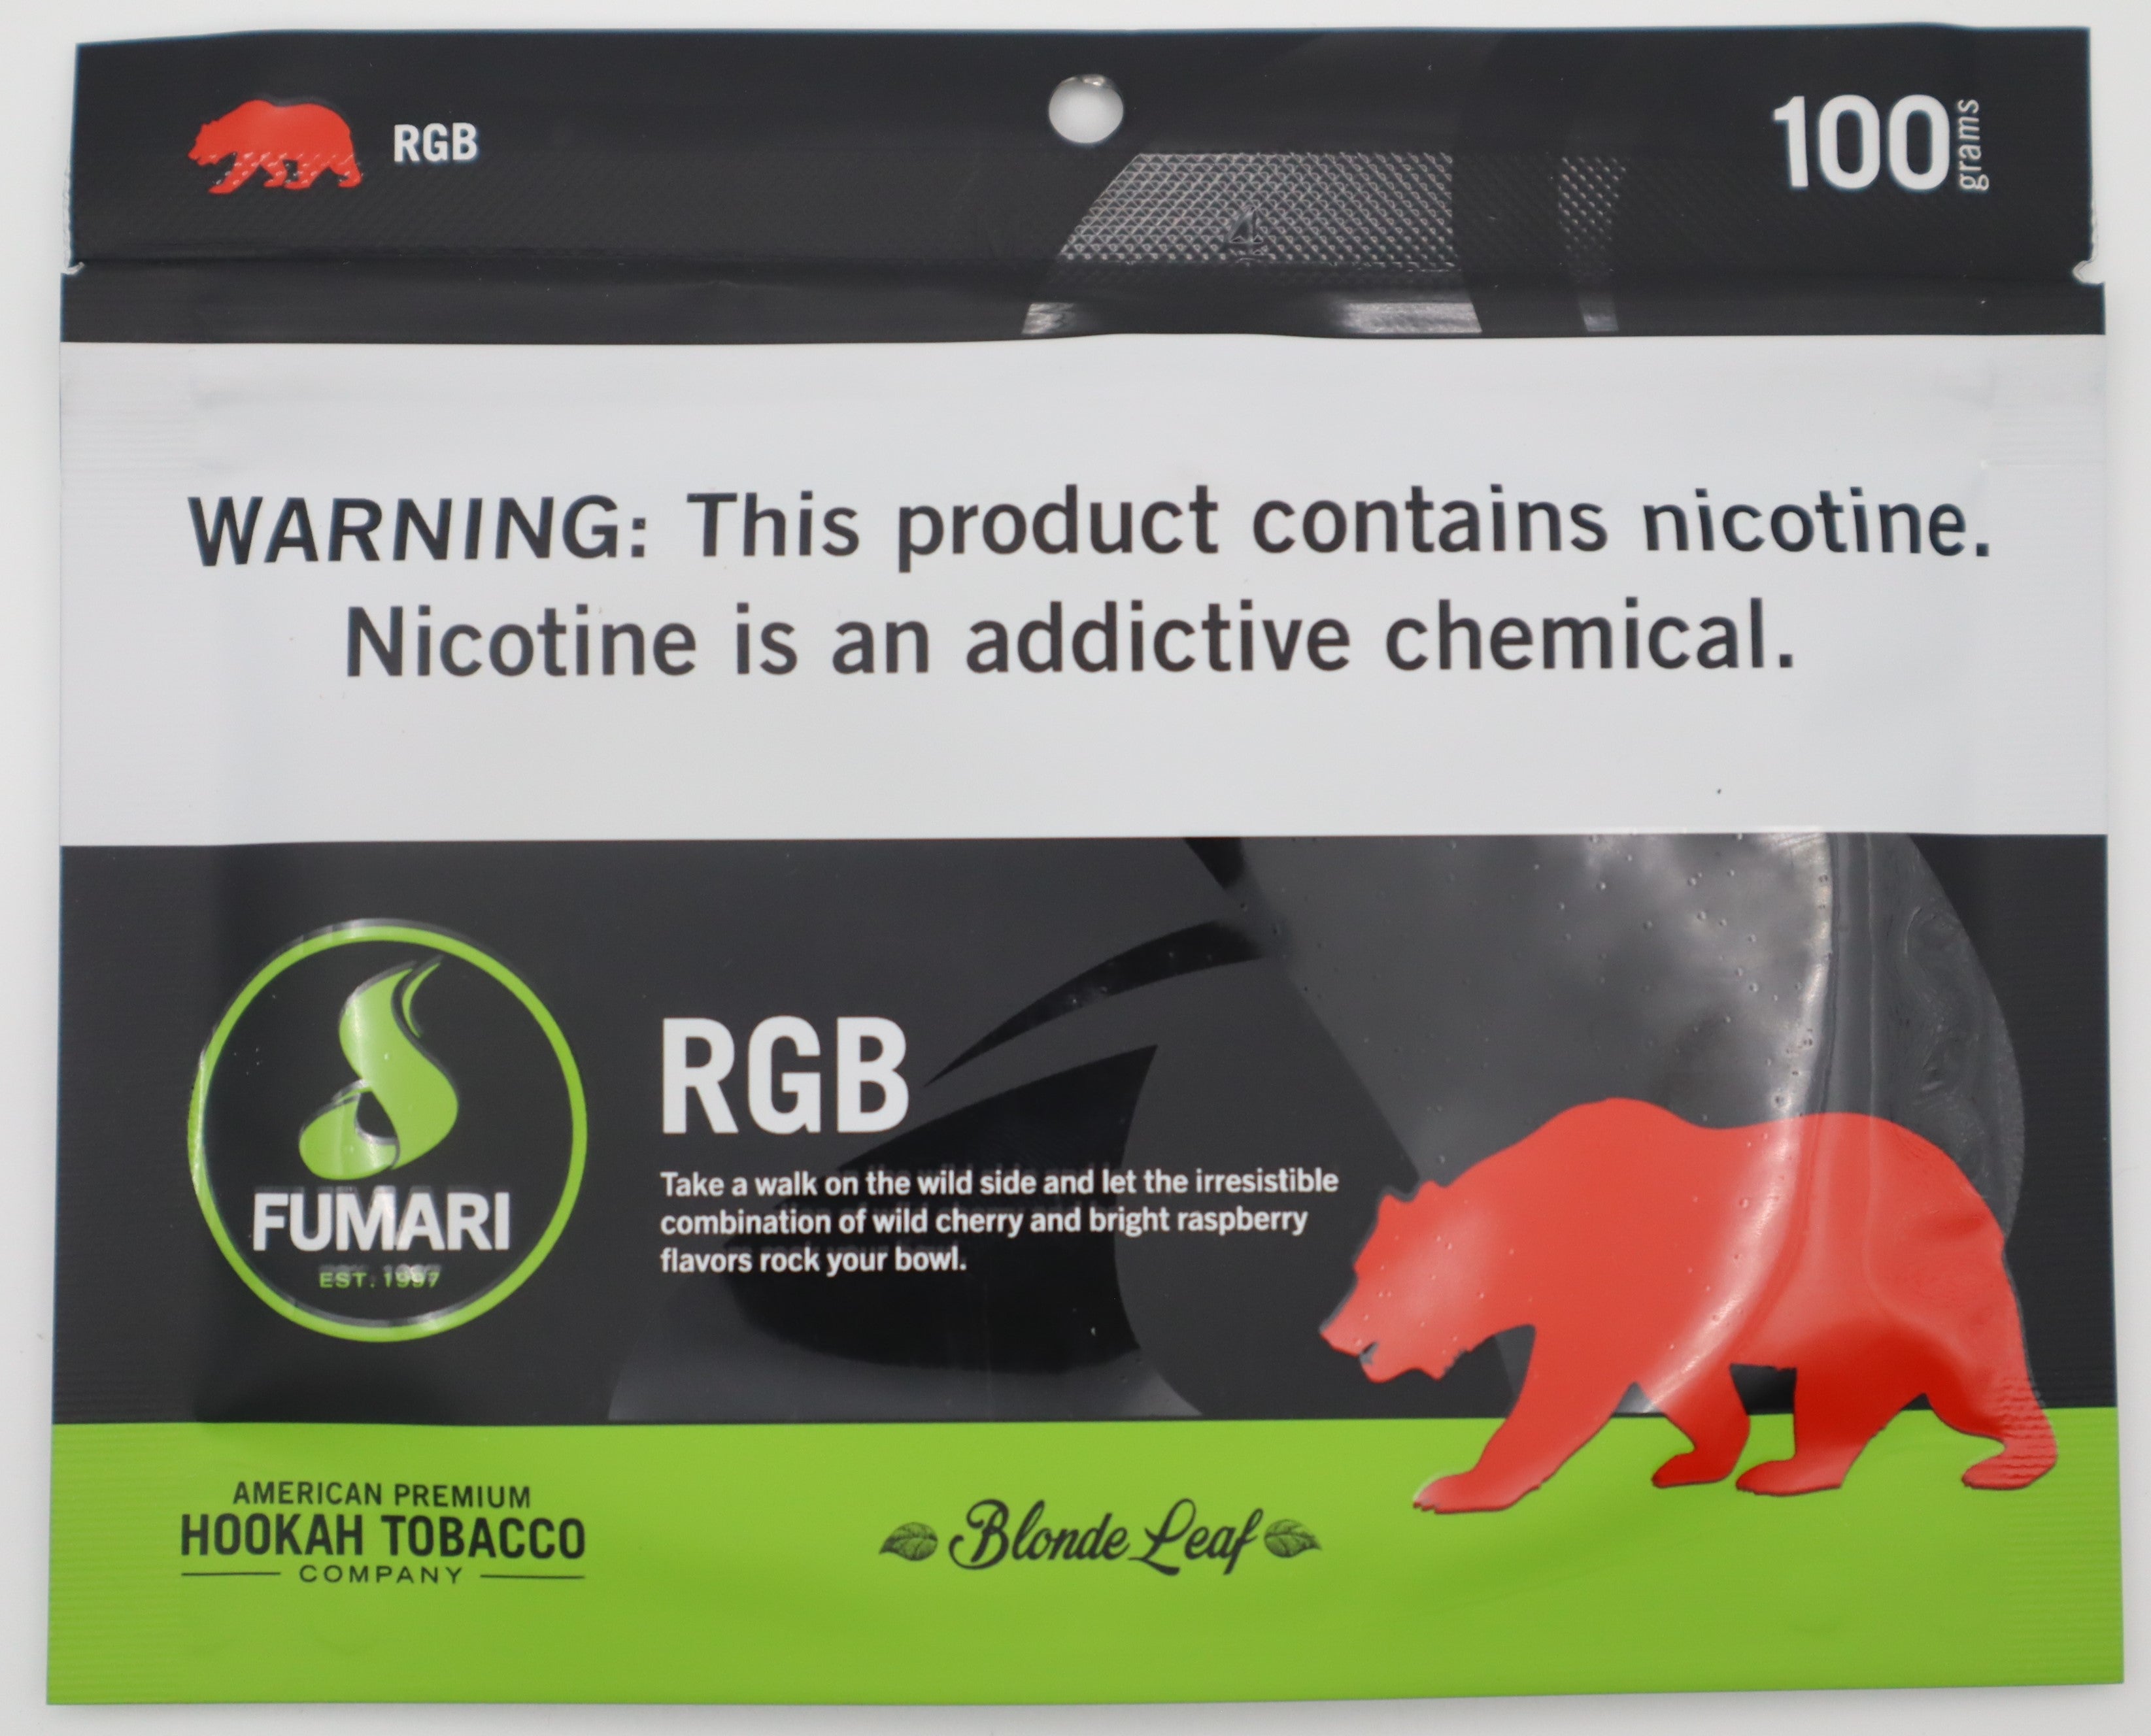 RGB
100 grams
WARNING: This product contains nicotine.
Nicotine is an addictive chemical.
FUMARI
EST. 1997
RGB
Take a walk on the wild side and let the irresistible
combination of wild cherry and bright raspberry
flavors rock your bowl.
AMERICAN PREMIUM
HOOKAH TOBACCO
COMPANY
Blonde Leaf